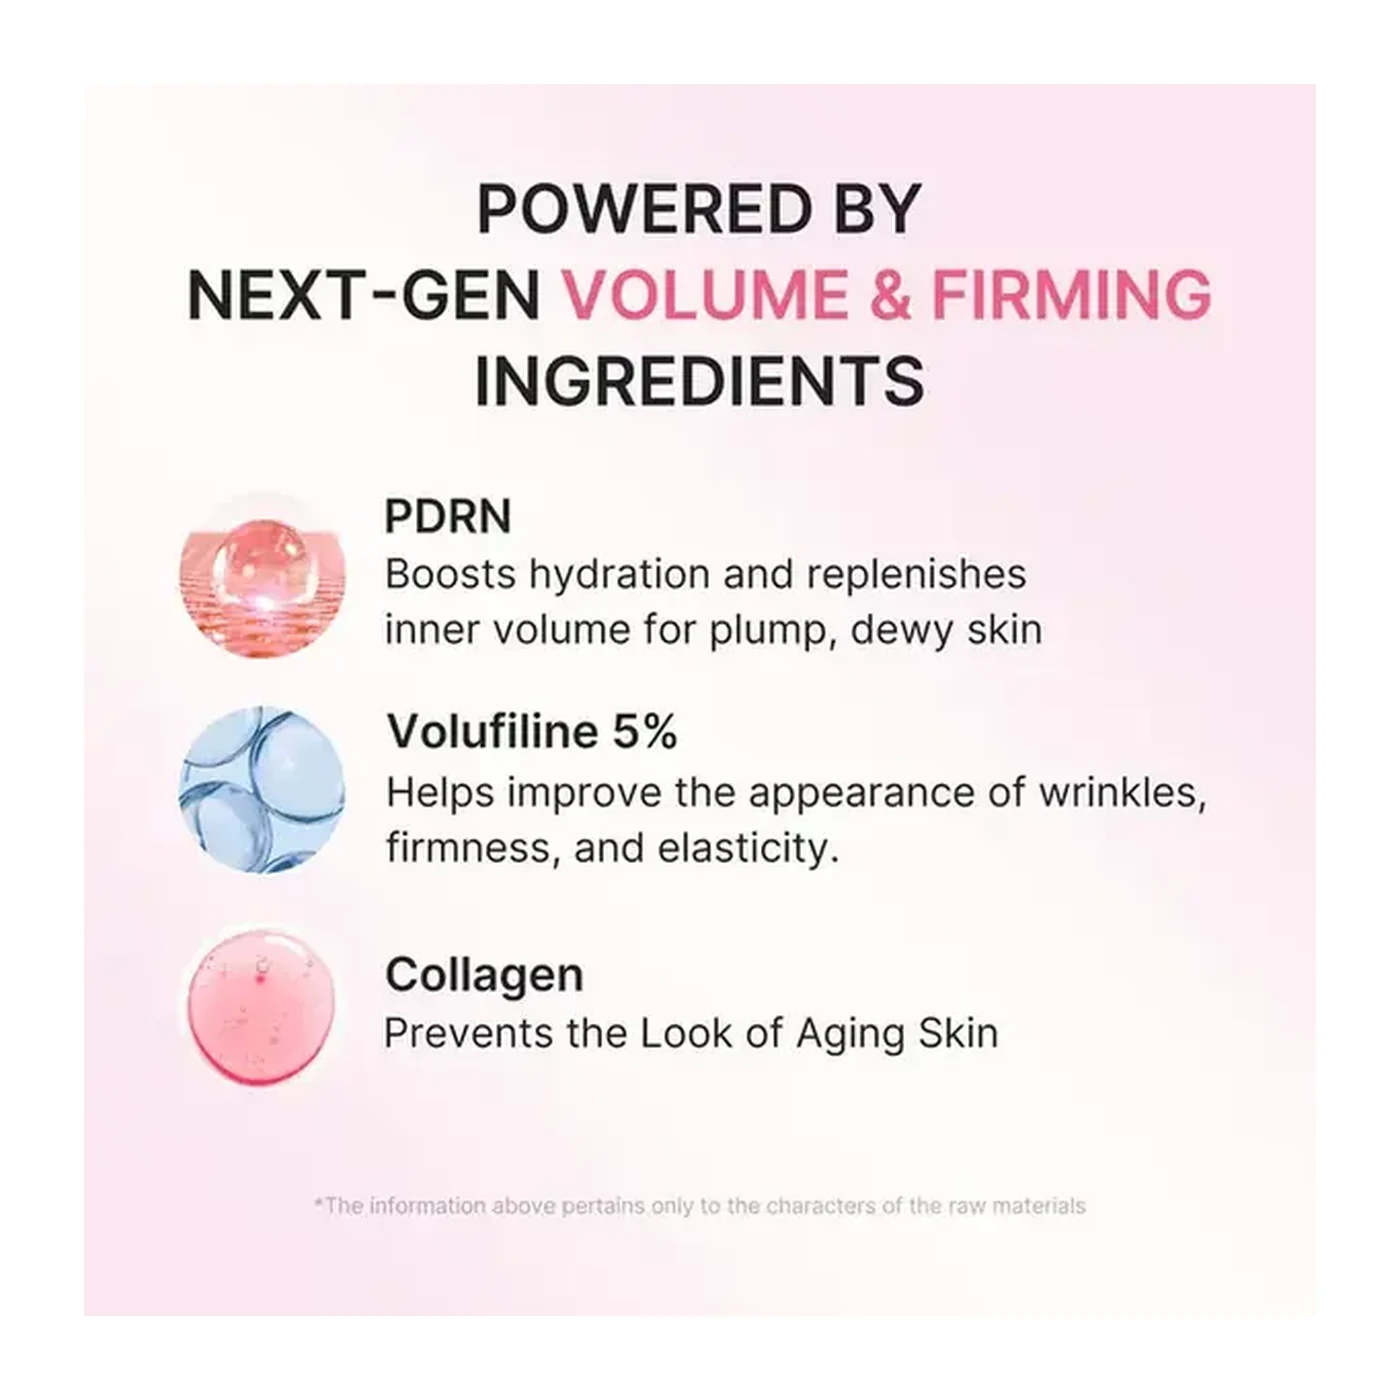 POWERED BY
NEXT-GEN VOLUME & FIRMING
INGREDIENTS
PDRN
Boosts hydration and replenishes
inner volume for plump, dewy skin
Volufiline 5%
Helps improve the appearance of wrinkles,
firmness, and elasticity.
Collagen
Prevents the Look of Aging Skin
*The information above pertains only to the characters of the raw materials